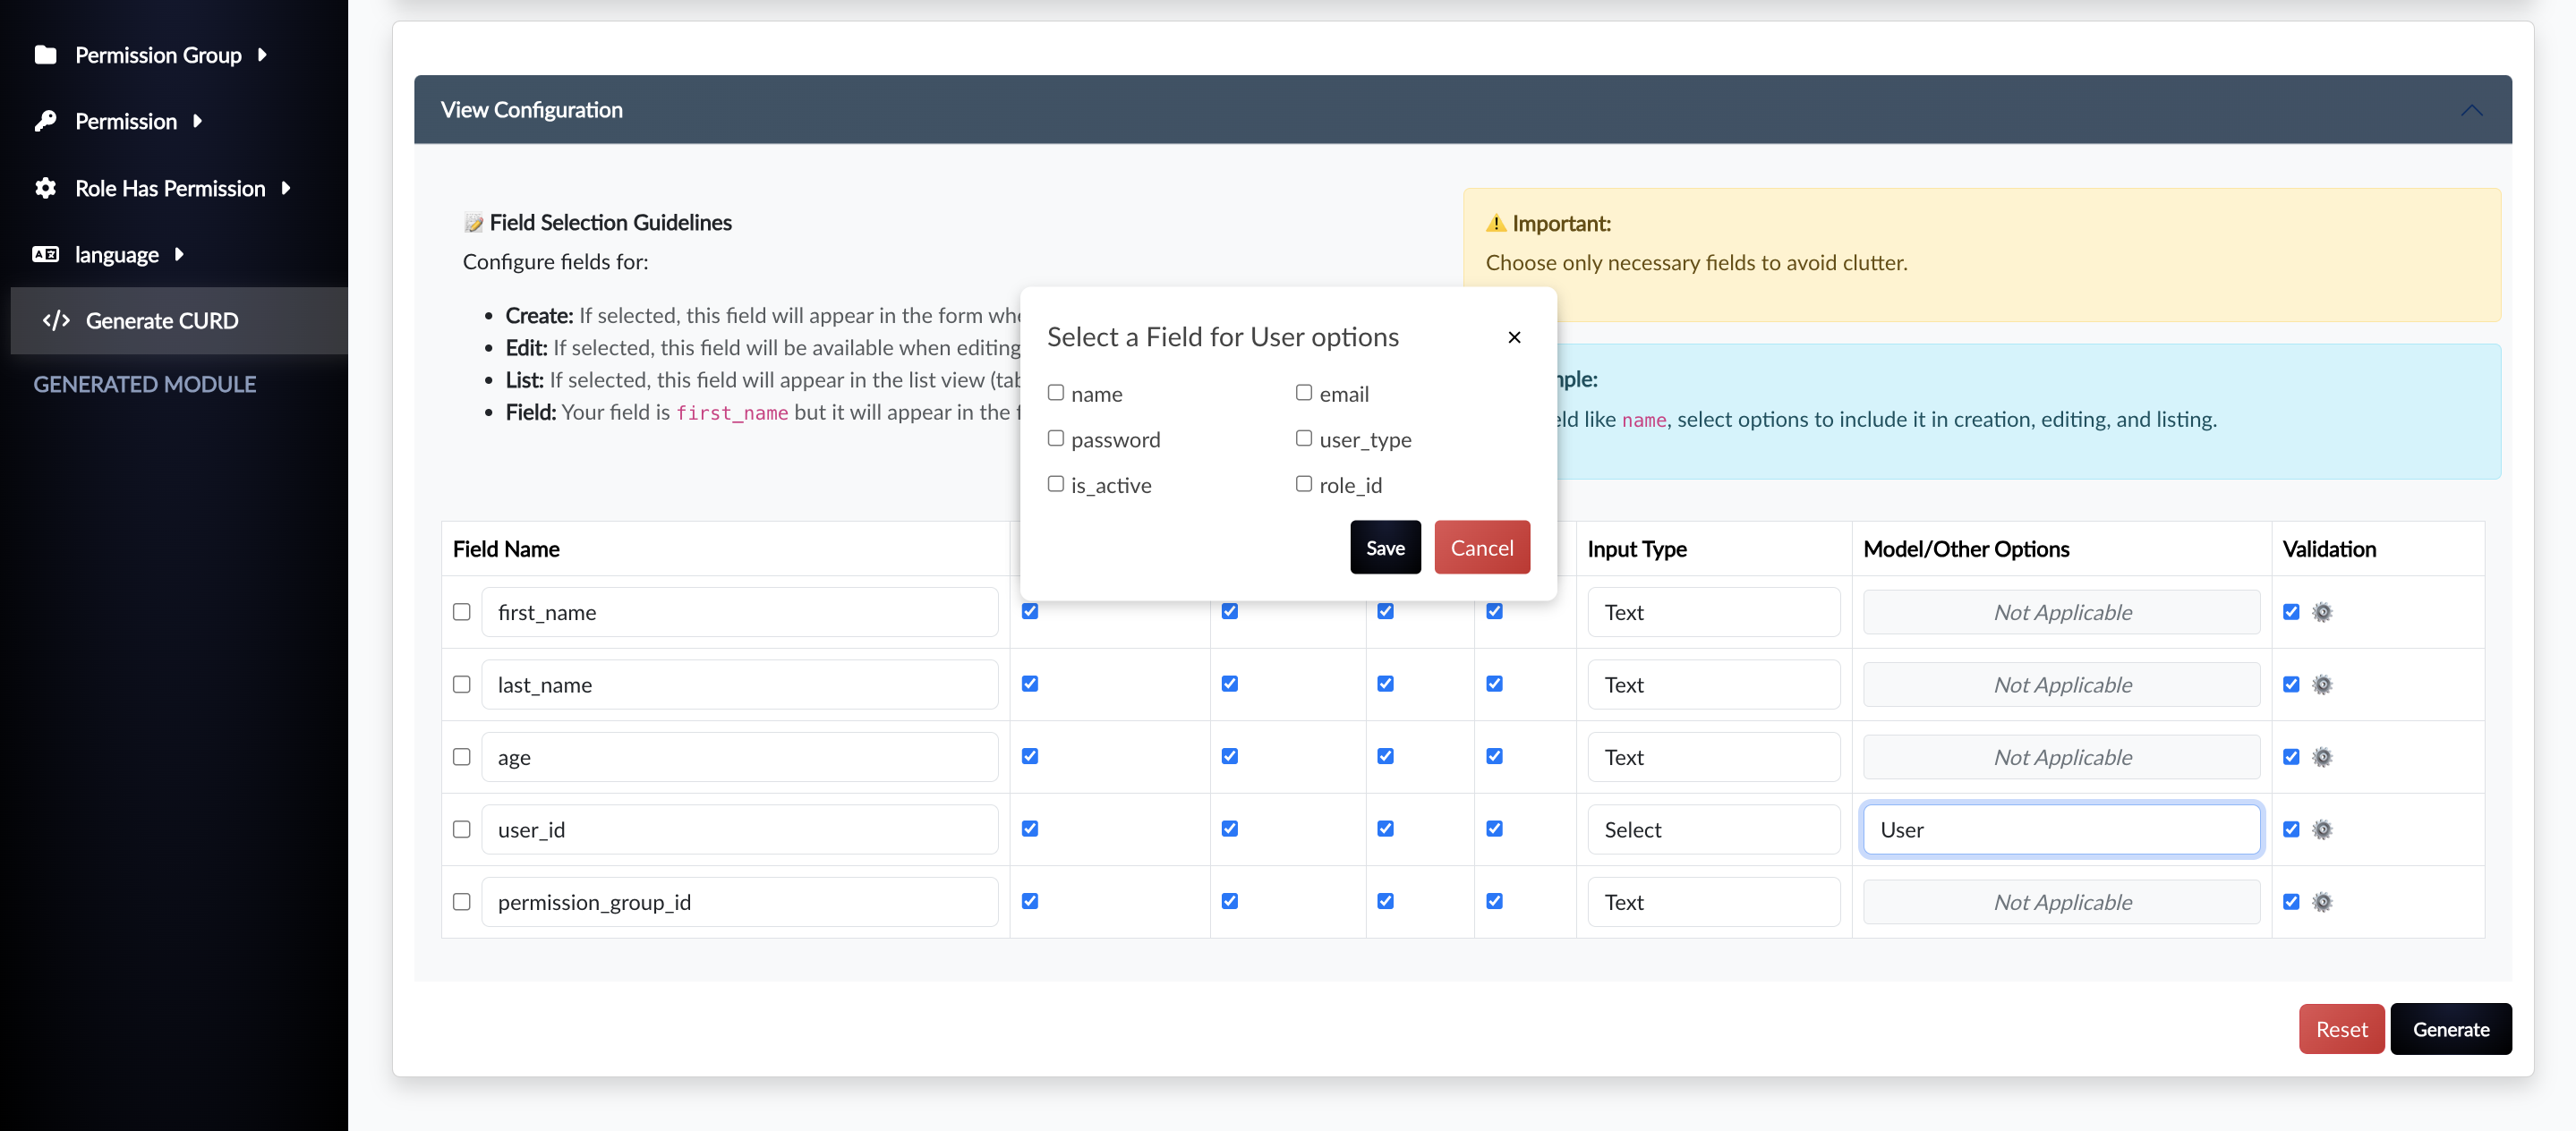 Permission Group
Permission
Role Has Permission
language
Generate CURD
GENERATED MODULE
View Configuration
Field Selection Guidelines
Configure fields for:
Create: If selected, this field will appear in the form whe
Edit: If selected, this field will be available when editing
List: If selected, this field will appear in the list view (tab
Field: Your field is first_name but it will appear in the f
Important:
Choose only necessary fields to avoid clutter.
mple:
eld like name, select options to include it in creation, editing, and listing.
Select a Field for User options
name email
password user_type
is_active role_id
Save Cancel
Field Name Input Type Model/Other Options Validation
first_name Text Not Applicable
last_name Text Not Applicable
age Text Not Applicable
user_id Select User
permission_group_id Text Not Applicable
Reset Generate